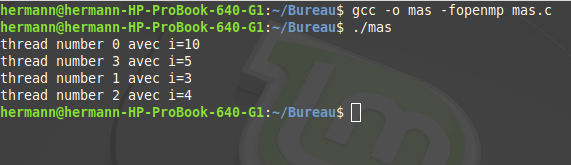 hermann@hermann-HP-ProBook-640-G1:~/Bureau$ gcc -o mas -fopenmp mas.c
hermann@hermann-HP-ProBook-640-G1:~/Bureau$ ./mas
thread number 0 avec i=10
thread number 3 avec i=5
thread number 1 avec i=3
thread number 2 avec i=4
hermann@hermann-HP-ProBook-640-G1:~/Bureau$